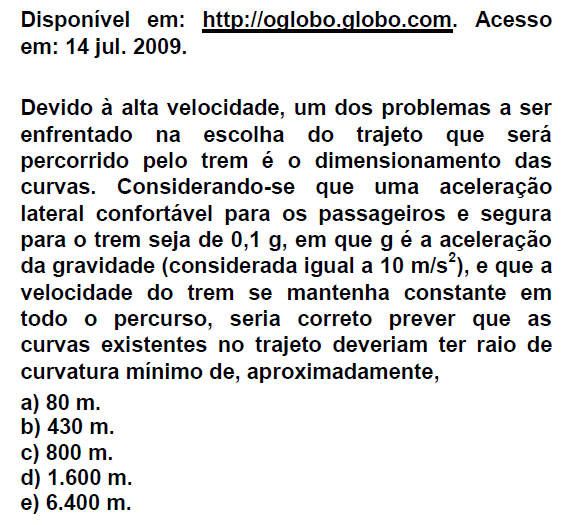 Disponível em: http://oglobo.globo.com. Acesso
em: 14 jul. 2009.
Devido à alta velocidade, um dos problemas a ser
enfrentado na escolha do trajeto que será
percorrido pelo trem é o dimensionamento das
curvas. Considerando-se que uma aceleração
lateral confortável para os passageiros e segura
para o trem seja de 0,1 g, em que g é a aceleração
da gravidade (considerada igual a 10 m/s²), e que a
velocidade do trem se mantenha constante em
todo o percurso, seria correto prever que as
curvas existentes no trajeto deveriam ter raio de
curvatura mínimo de, aproximadamente,
a) 80 m.
b) 430 m.
c) 800 m.
d) 1.600 m.
e) 6.400 m.